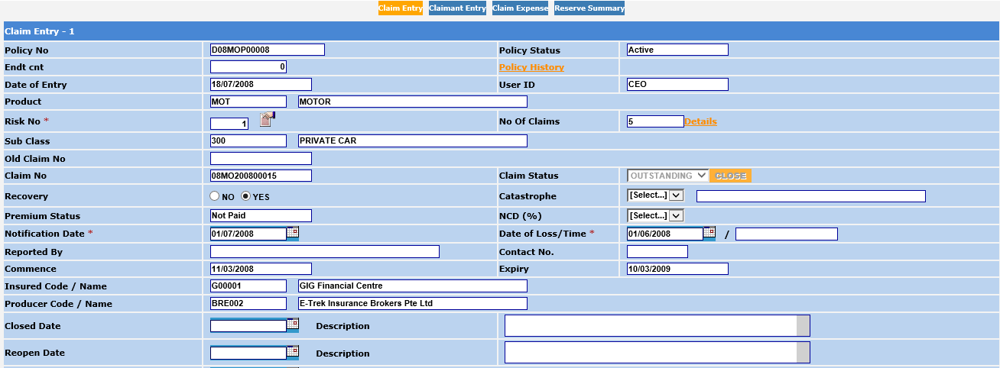 Claim Entry Claimant Entry Claim Expense Reserve Summary
Claim Entry - 1
Policy No D08MOP00008 Policy Status Active
Endt cnt 0 Policy History
Date of Entry 18/07/2008 User ID CEO
Product MOT MOTOR
Risk No * 1 No Of Claims 5 Details
Sub Class 300 PRIVATE CAR
Old Claim No
Claim No 08MO200800015 Claim Status OUTSTANDING CLOSE
Recovery NO YES Catastrophe [Select...]
Premium Status Not Paid NCD (%) [Select...]
Notification Date * 01/07/2008 Date of Loss/Time * 01/06/2008 /
Reported By Contact No.
Commence 11/03/2008 Expiry 10/03/2009
Insured Code / Name G00001 GIG Financial Centre
Producer Code / Name BRE002 E-Trek Insurance Brokers Pte Ltd
Closed Date Description
Reopen Date Description